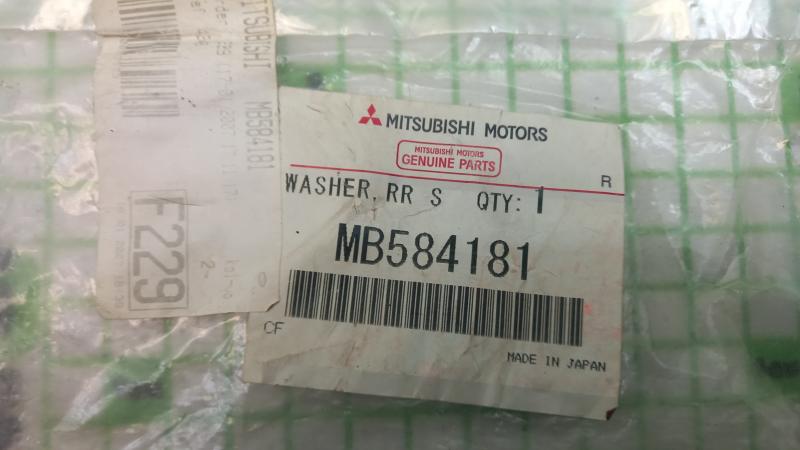 MITSUBISHI MOTORS
MITSUBISHI MOTORS
GENUINE PARTS
R
WASHER, RR S QTY: 1
MB584181
CF
MADE IN JAPAN
MITSUBISHI MB584181
F229